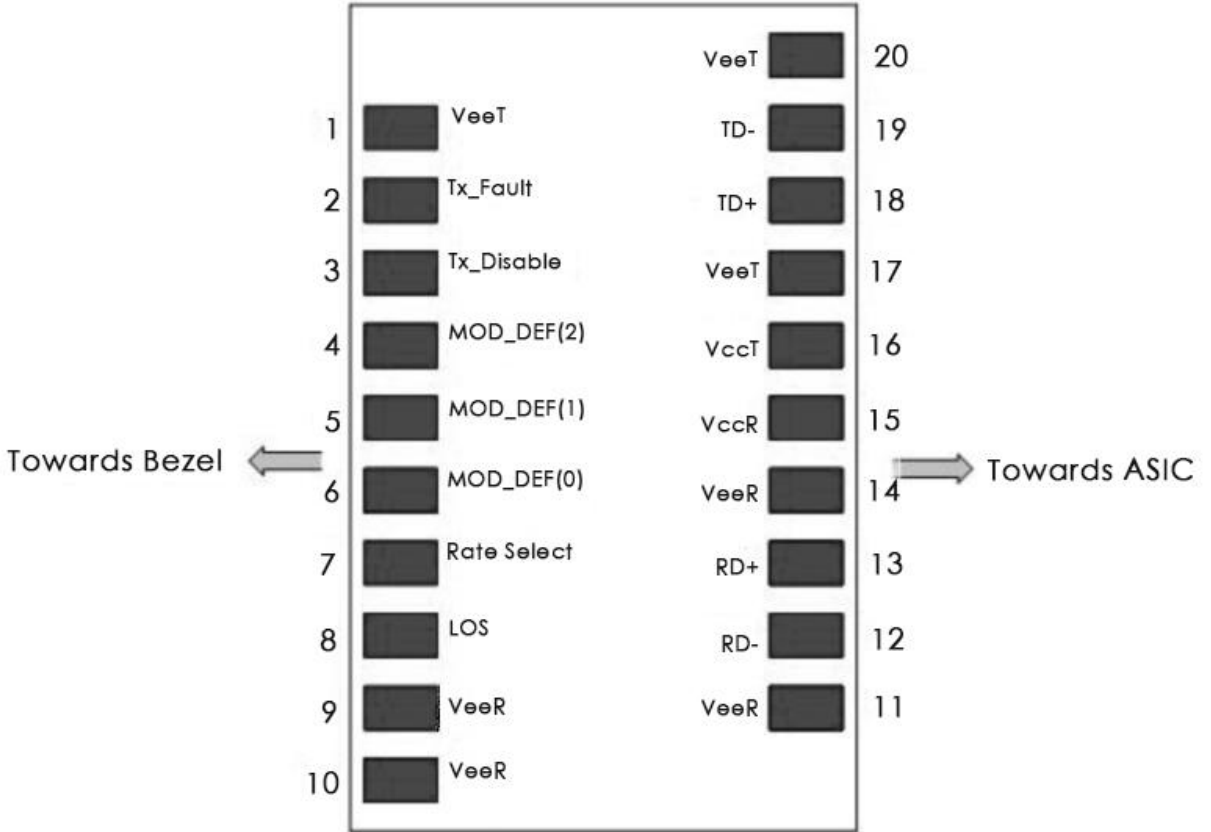 VeeT 20
1 VeeT
TD- 19
2 Tx_Fault
TD+ 18
3 Tx_Disable
VeeT 17
4 MOD_DEF(2)
VccT 16
5 MOD_DEF(1)
VccR 15
Towards Bezel
6 MOD_DEF(0)
VeeR 14
Towards ASIC
7 Rate Select
RD+ 13
8 LOS
RD- 12
9 VeeR
VeeR 11
10 VeeR